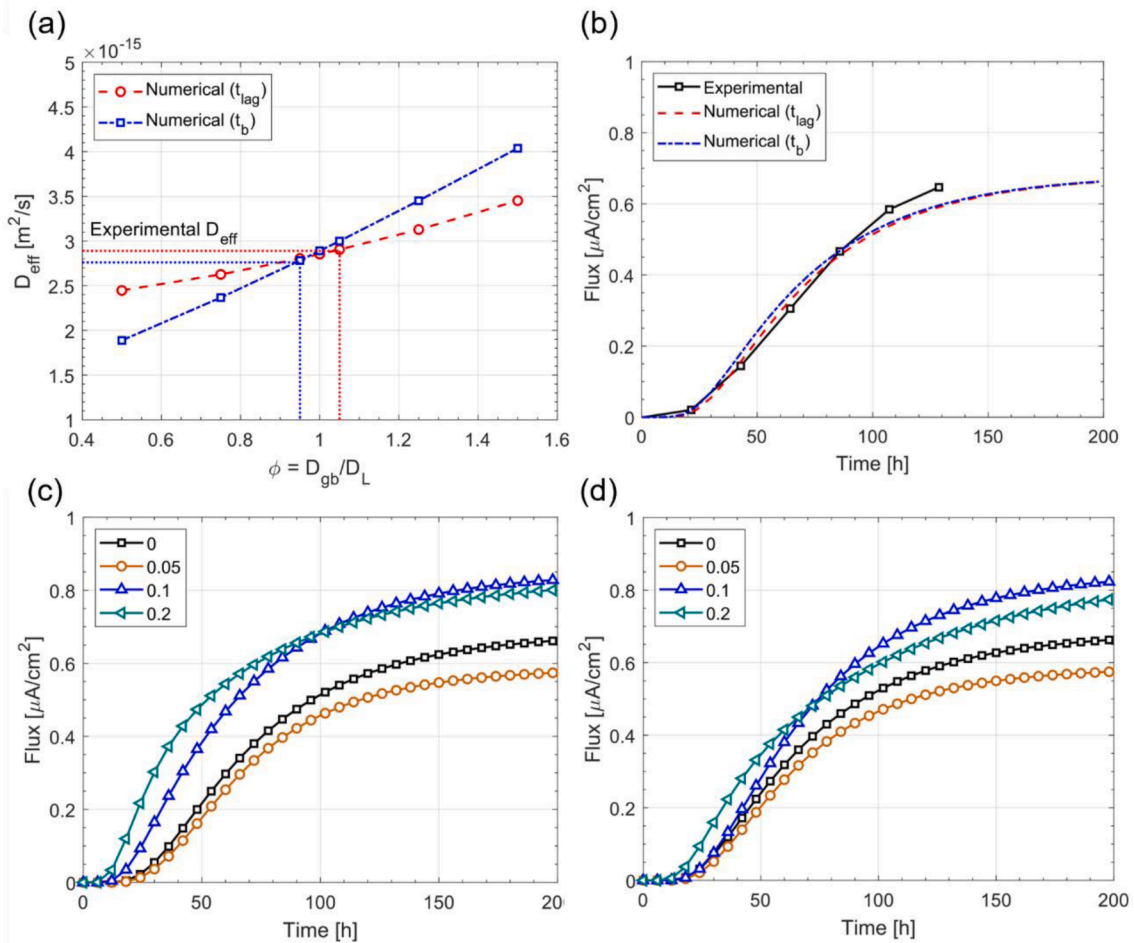 (a)
×10⁻¹⁵
5
4.5
4
3.5
3
2.5
2
1.5
1
D_eff [m²/s]
Numerical (t_lag)
Numerical (t_b)
Experimental D_eff
0.4 0.6 0.8 1 1.2 1.4 1.6
ϕ = D_gb/D_L
(b)
1
0.8
0.6
0.4
0.2
0
Flux [μA/cm²]
Experimental
Numerical (t_lag)
Numerical (t_b)
0 50 100 150 200
Time [h]
(c)
1
0.8
0.6
0.4
0.2
0
Flux [μA/cm²]
0
0.05
0.1
0.2
0 50 100 150 20
Time [h]
(d)
1
0.8
0.6
0.4
0.2
0
Flux [μA/cm²]
0
0.05
0.1
0.2
0 50 100 150 200
Time [h]